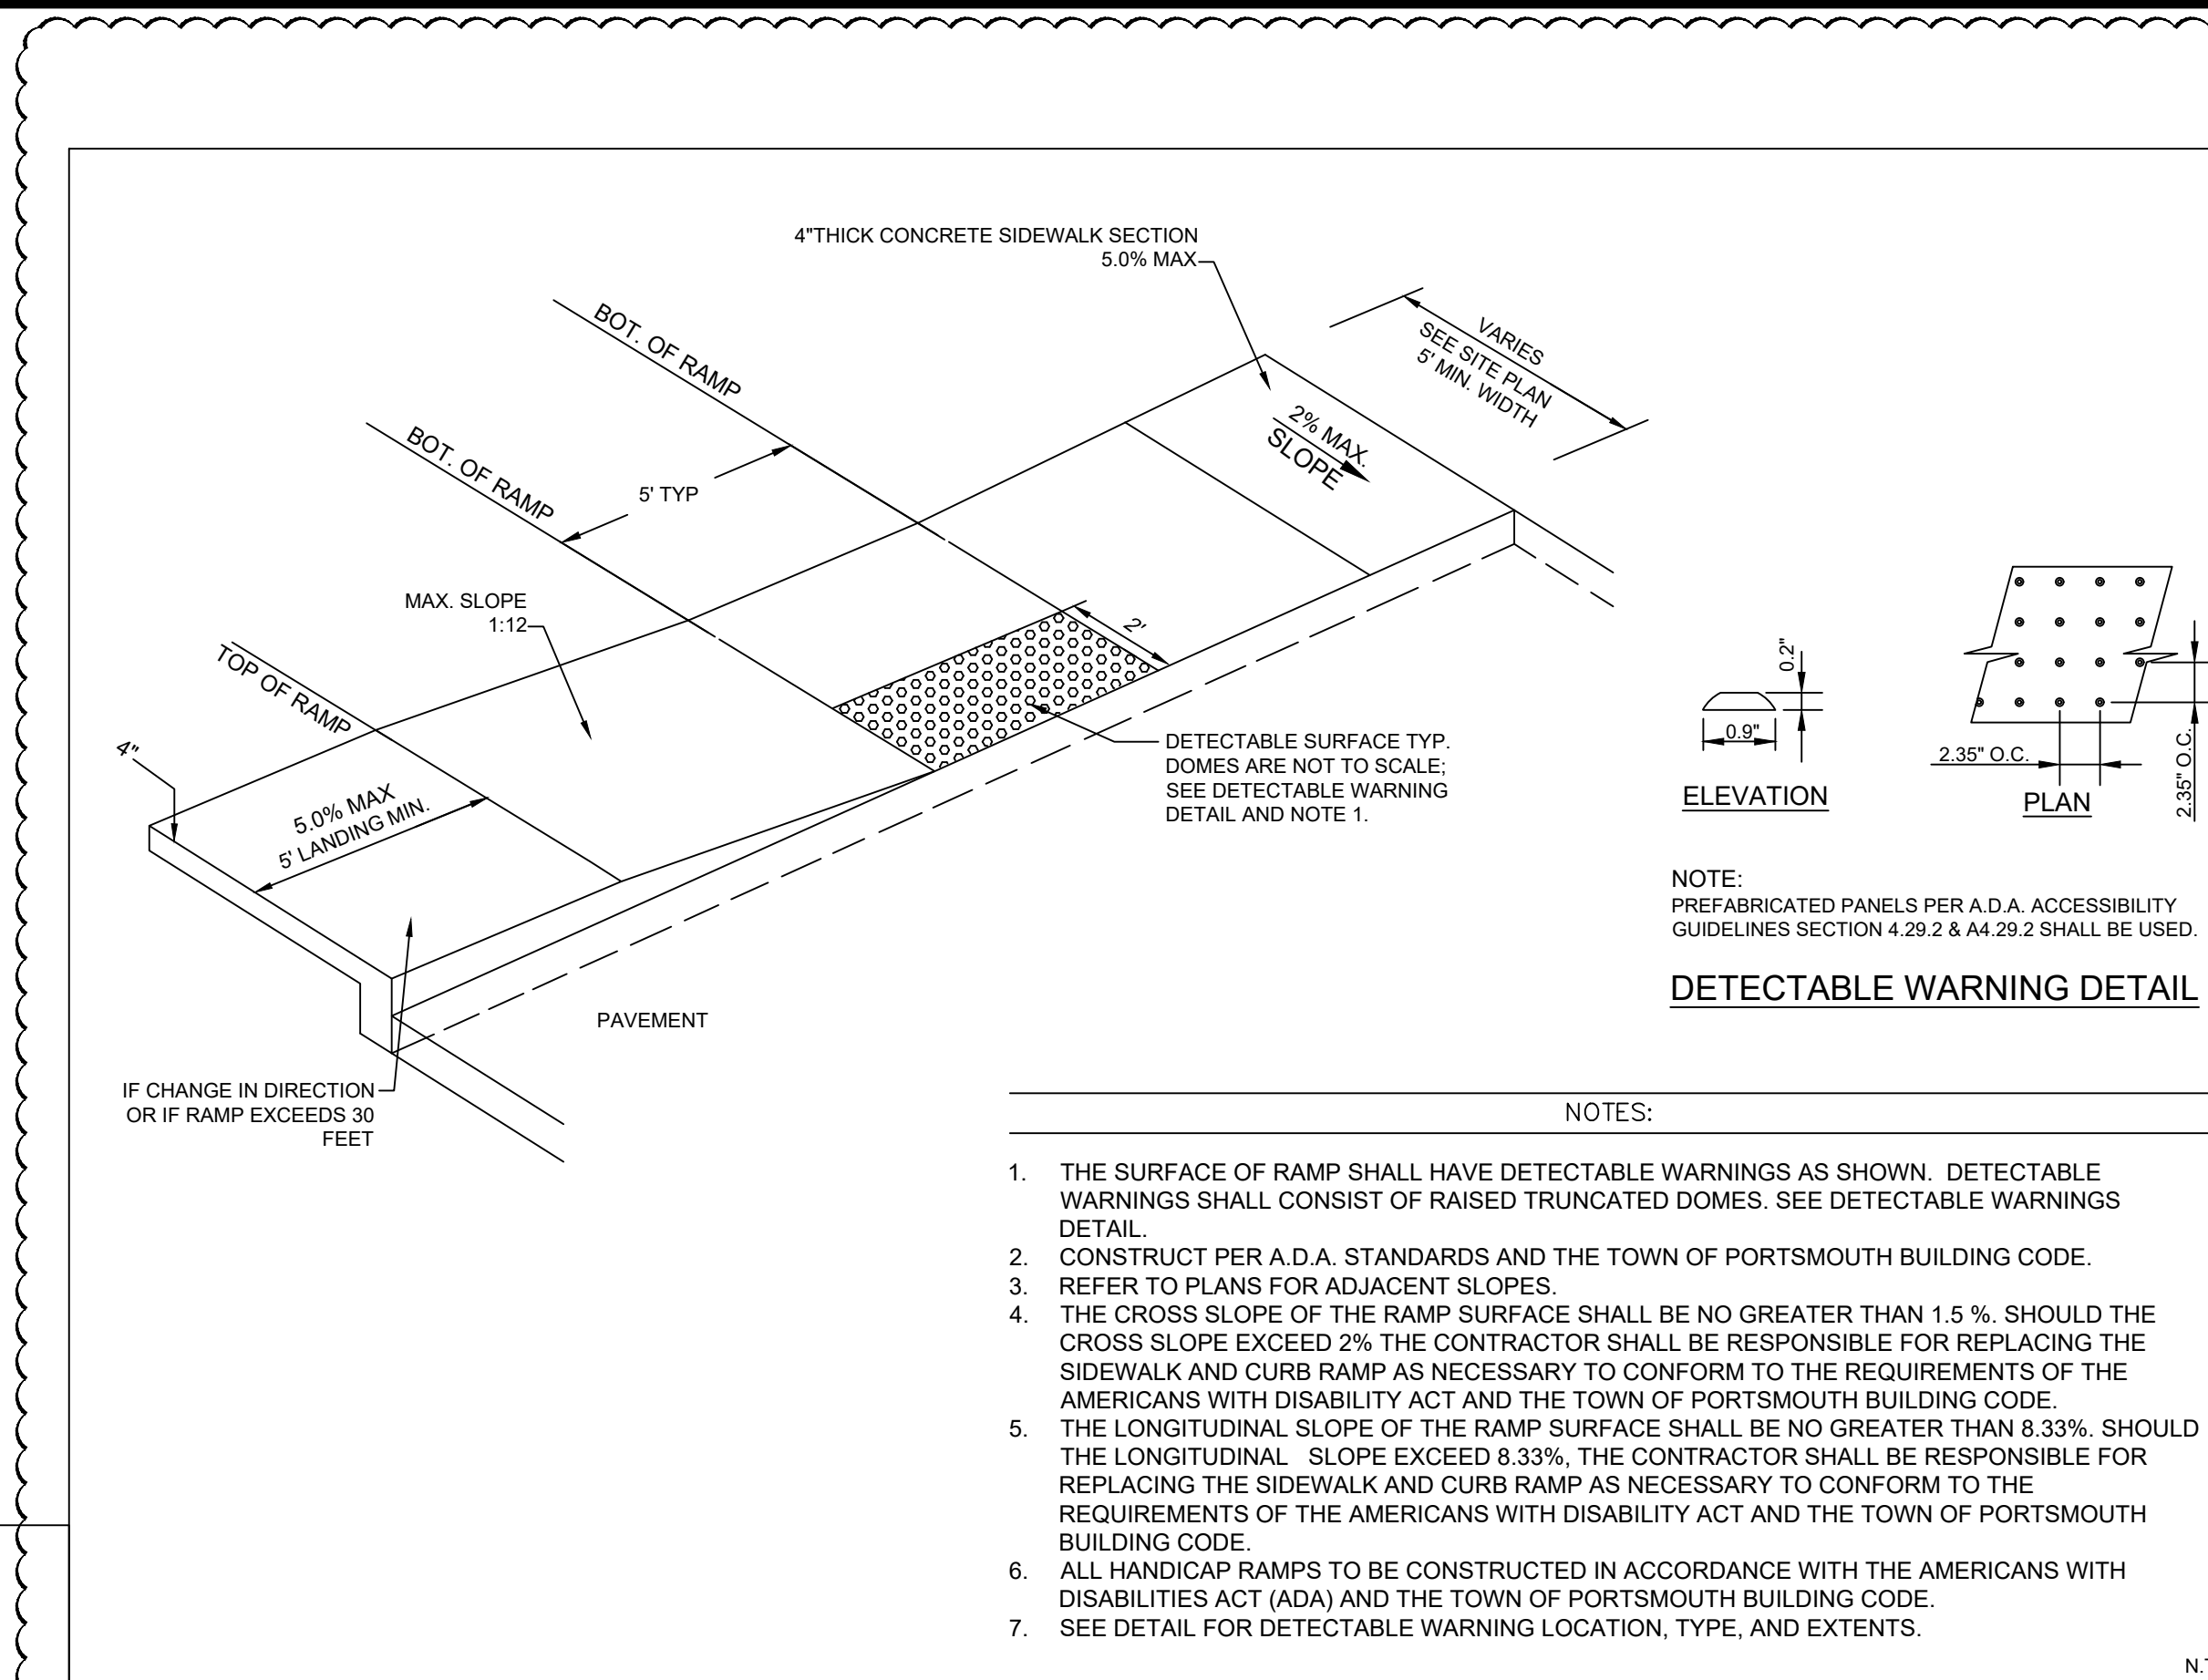 4"THICK CONCRETE SIDEWALK SECTION
5.0% MAX
BOT. OF RAMP
VARIES
SEE SITE PLAN
5' MIN. WIDTH
BOT. OF RAMP
2% MAX.
SLOPE
5' TYP
MAX. SLOPE
1:12
2'
TOP OF RAMP
4"
5.0% MAX
5' LANDING MIN.
DETECTABLE SURFACE TYP.
DOMES ARE NOT TO SCALE;
SEE DETECTABLE WARNING
DETAIL AND NOTE 1.
0.2"
0.9"
ELEVATION
2.35" O.C.
PLAN
2.35" O.C.
NOTE:
PREFABRICATED PANELS PER A.D.A. ACCESSIBILITY
GUIDELINES SECTION 4.29.2 & A4.29.2 SHALL BE USED.
DETECTABLE WARNING DETAIL
PAVEMENT
IF CHANGE IN DIRECTION
OR IF RAMP EXCEEDS 30
FEET
NOTES:
1. THE SURFACE OF RAMP SHALL HAVE DETECTABLE WARNINGS AS SHOWN. DETECTABLE
WARNINGS SHALL CONSIST OF RAISED TRUNCATED DOMES. SEE DETECTABLE WARNINGS
DETAIL.
2. CONSTRUCT PER A.D.A. STANDARDS AND THE TOWN OF PORTSMOUTH BUILDING CODE.
3. REFER TO PLANS FOR ADJACENT SLOPES.
4. THE CROSS SLOPE OF THE RAMP SURFACE SHALL BE NO GREATER THAN 1.5 %. SHOULD THE
CROSS SLOPE EXCEED 2% THE CONTRACTOR SHALL BE RESPONSIBLE FOR REPLACING THE
SIDEWALK AND CURB RAMP AS NECESSARY TO CONFORM TO THE REQUIREMENTS OF THE
AMERICANS WITH DISABILITY ACT AND THE TOWN OF PORTSMOUTH BUILDING CODE.
5. THE LONGITUDINAL SLOPE OF THE RAMP SURFACE SHALL BE NO GREATER THAN 8.33%. SHOULD
THE LONGITUDINAL SLOPE EXCEED 8.33%, THE CONTRACTOR SHALL BE RESPONSIBLE FOR
REPLACING THE SIDEWALK AND CURB RAMP AS NECESSARY TO CONFORM TO THE
REQUIREMENTS OF THE AMERICANS WITH DISABILITY ACT AND THE TOWN OF PORTSMOUTH
BUILDING CODE.
6. ALL HANDICAP RAMPS TO BE CONSTRUCTED IN ACCORDANCE WITH THE AMERICANS WITH
DISABILITIES ACT (ADA) AND THE TOWN OF PORTSMOUTH BUILDING CODE.
7. SEE DETAIL FOR DETECTABLE WARNING LOCATION, TYPE, AND EXTENTS.